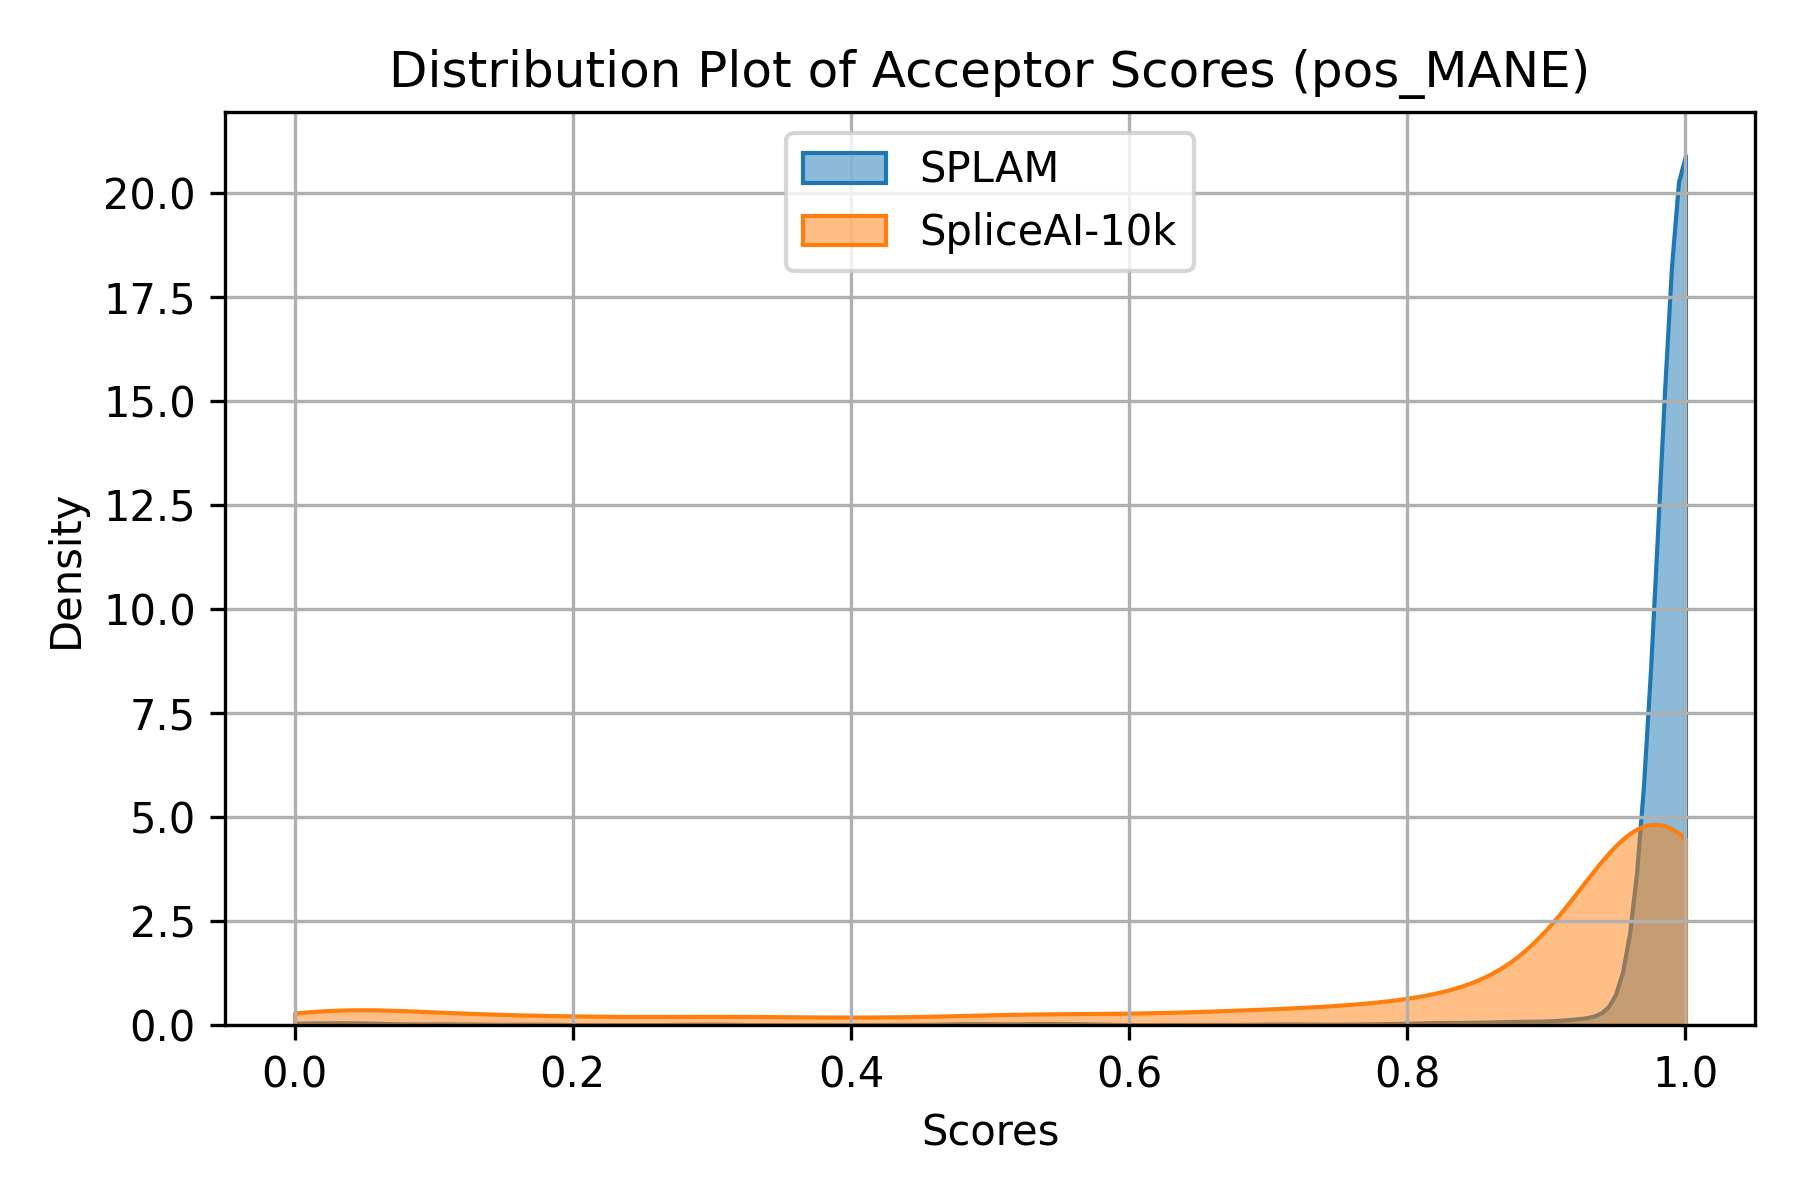 Distribution Plot of Acceptor Scores (pos_MANE)
SPLAM
SpliceAI-10k
20.0
17.5
15.0
12.5
10.0
7.5
5.0
2.5
0.0
Density
0.0 0.2 0.4 0.6 0.8 1.0
Scores